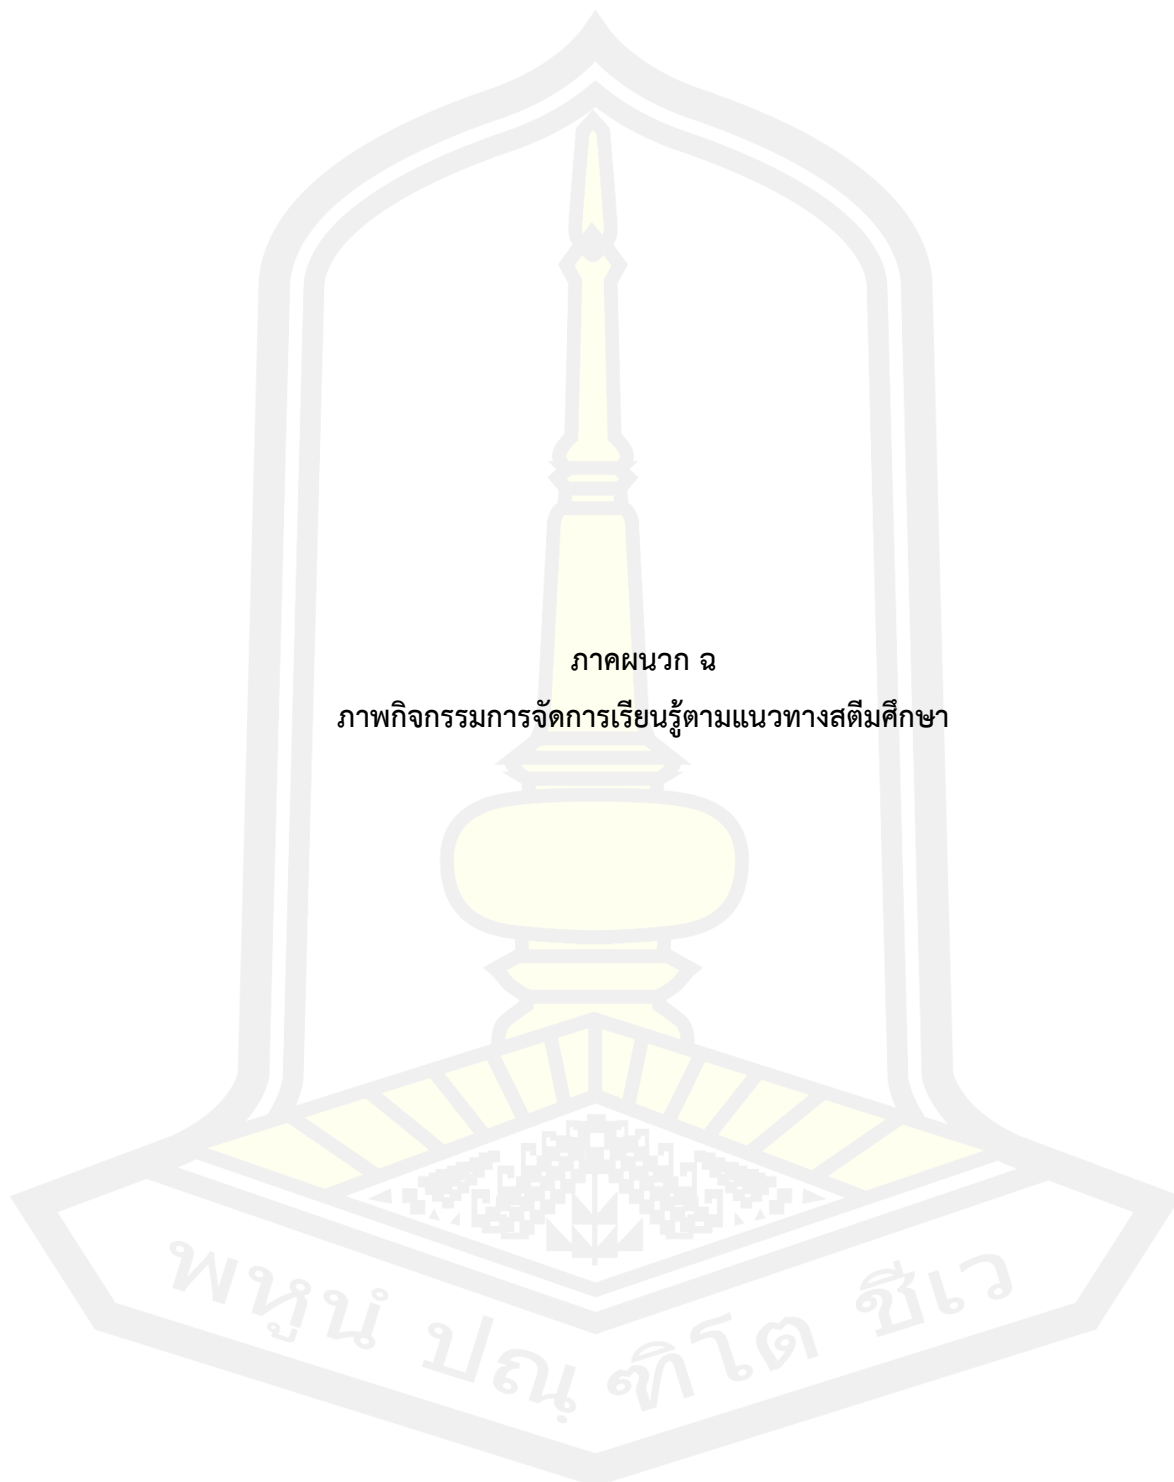 ภาคผนวก ฉ
ภาพกิจกรรมการจัดการเรียนรู้ตามแนวทางสตีมศึกษา
พหูนํ ปณฺฑิโต ชีเว